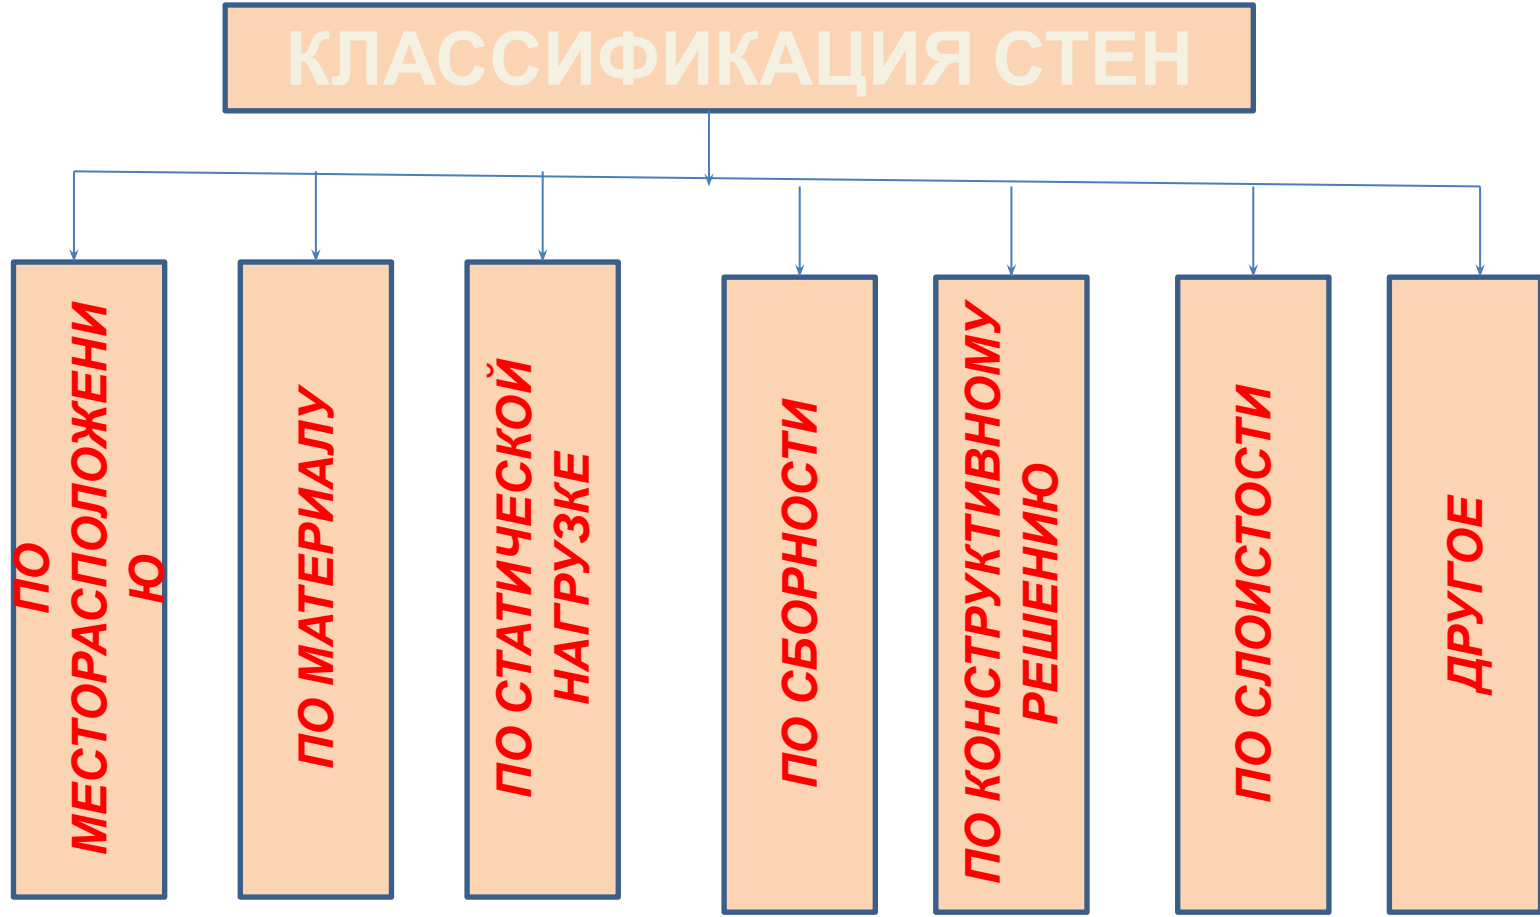 КЛАССИФИКАЦИЯ СТЕН
ПО
МЕСТОРАСПОЛОЖЕНИ
Ю
ПО МАТЕРИАЛУ
ПО СТАТИЧЕСКОЙ
НАГРУЗКЕ
ПО СБОРНОСТИ
ПО КОНСТРУКТИВНОМУ
РЕШЕНИЮ
ПО СЛОИСТОСТИ
ДРУГОЕ